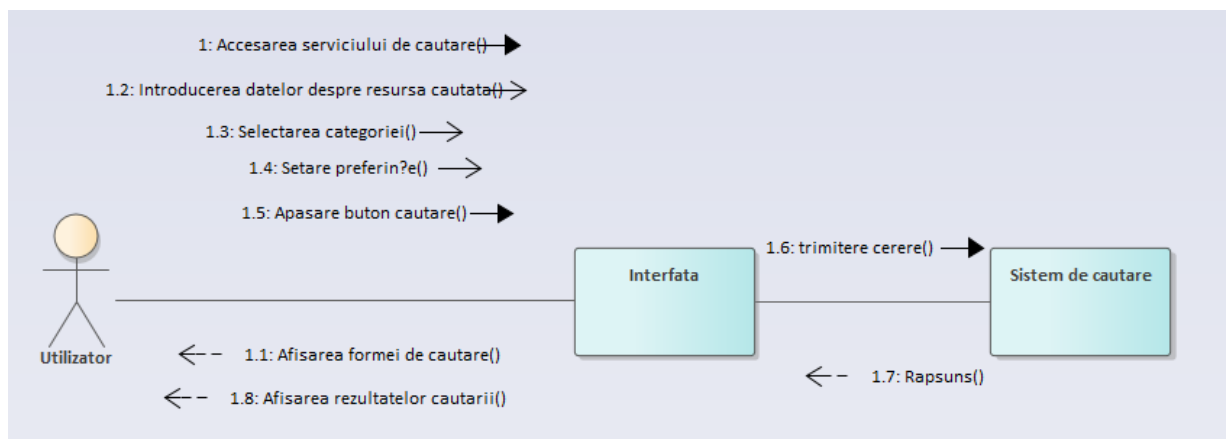 1: Accesarea serviciului de cautare()
1.2: Introducerea datelor despre resursa cautata()
1.3: Selectarea categoriei()
1.4: Setare preferin?e()
1.5: Apasare buton cautare()
1.6: trimitere cerere()
Interfata
Sistem de cautare
Utilizator
1.1: Afisarea formei de cautare()
1.7: Rapsuns()
1.8: Afisarea rezultatelor cautarii()